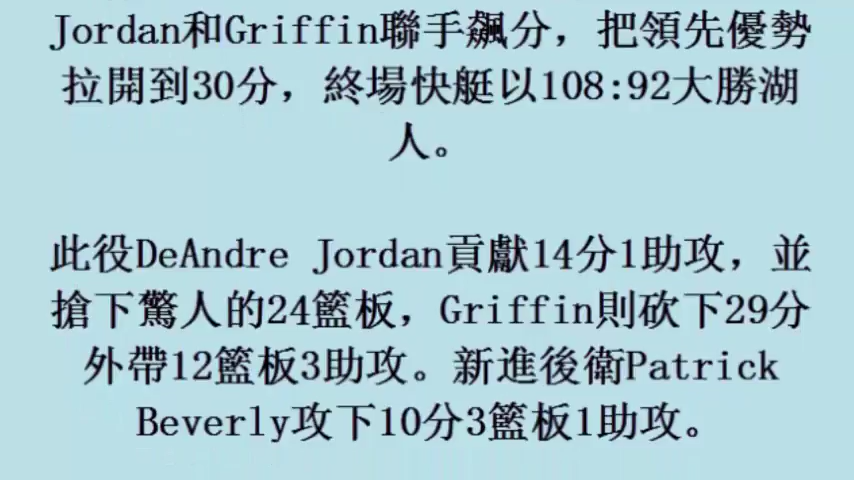 Jordan和Griffin聯手飆分，把領先優勢
拉開到30分，終場快艇以108:92大勝湖
人。
此役DeAndre Jordan貢獻14分1助攻，並
搶下驚人的24籃板，Griffin則砍下29分
外帶12籃板3助攻。新進後衛Patrick
Beverly攻下10分3籃板1助攻。